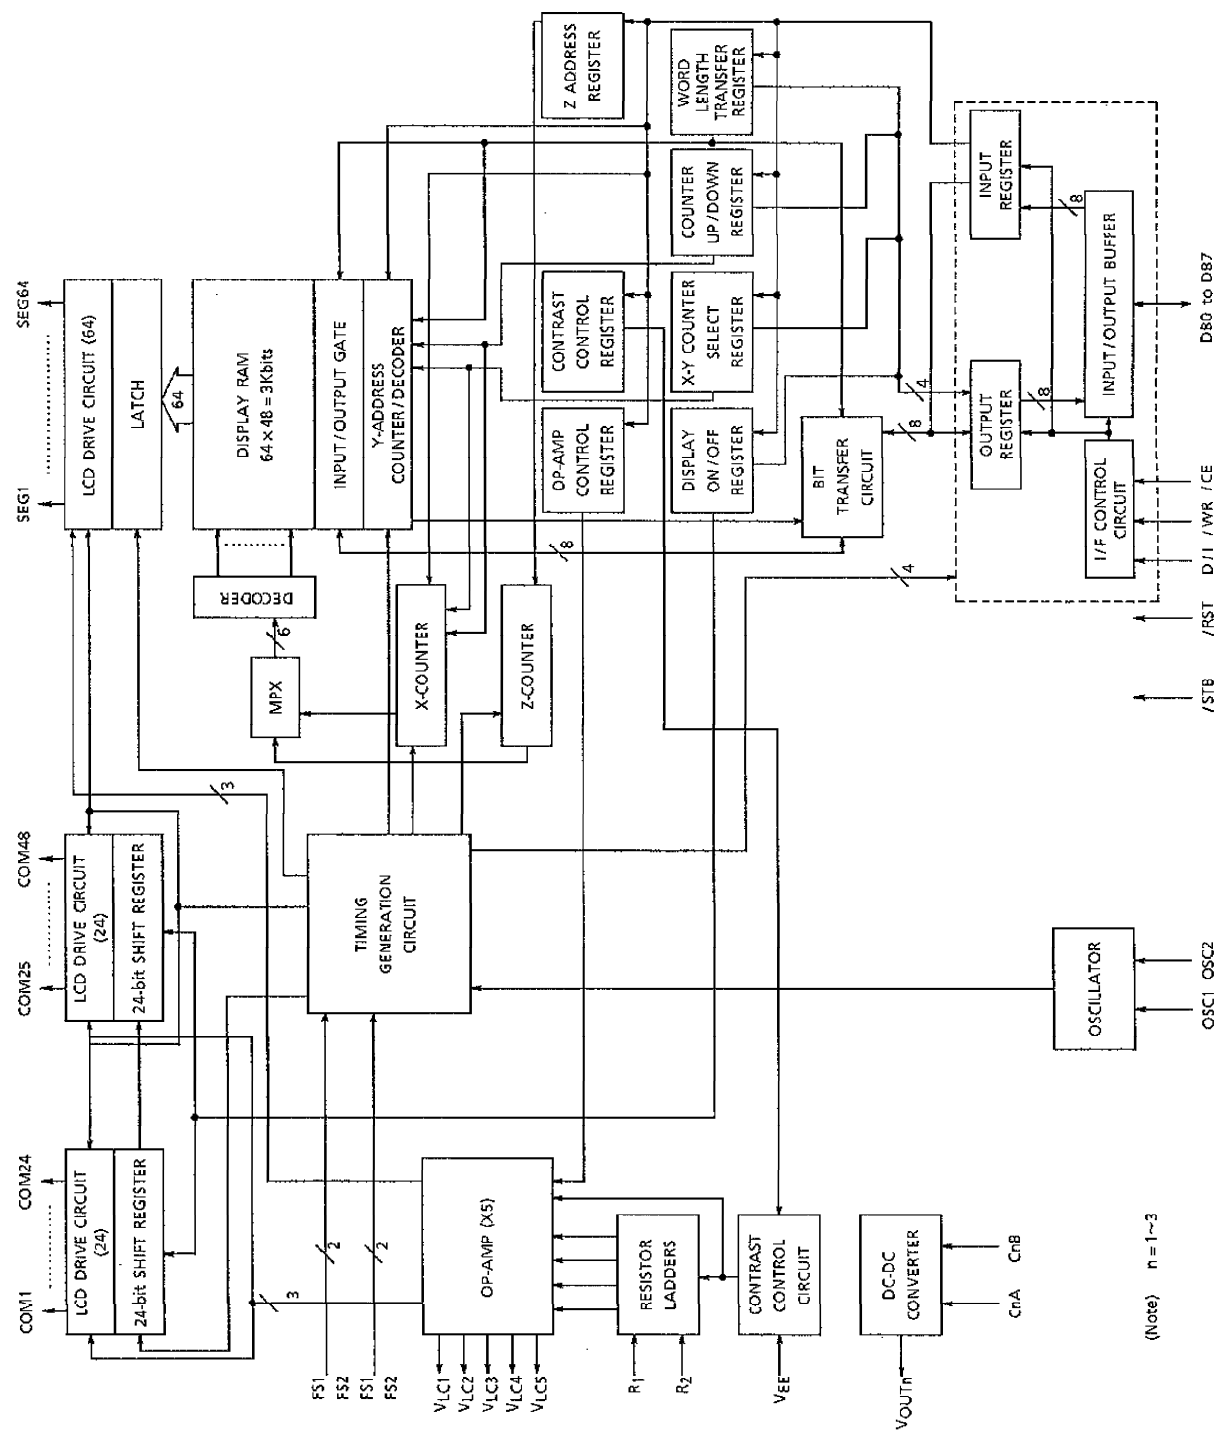 COM1
COM24
COM25
COM48
SEG1
SEG64
LCD DRIVE CIRCUIT
(24)
24-bit SHIFT REGISTER
LCD DRIVE CIRCUIT
(24)
24-bit SHIFT REGISTER
LCD DRIVE CIRCUIT (64)
LATCH
64
3
3
DISPLAY RAM
64 × 48 = 3Kbits
INPUT / OUTPUT GATE
Y-ADDRESS
COUNTER / DECODER
DECODER
6
MPX
X-COUNTER
Z-COUNTER
8
TIMING
GENERATION
CIRCUIT
FS1
FS2
FS1
FS2
2
2
OP-AMP (X5)
VLC1
VLC2
VLC3
VLC4
VLC5
RESISTOR
LADDERS
R1
R2
CONTRAST
CONTROL
CIRCUIT
VEE
DC-DC
CONVERTER
VOUTn
CnA
CnB
Z ADDRESS
REGISTER
CONTRAST
CONTROL
REGISTER
OP-AMP
CONTROL
REGISTER
WORD
LENGTH
TRANSFER
REGISTER
COUNTER
UP / DOWN
REGISTER
X-Y COUNTER
SELECT
REGISTER
DISPLAY
ON / OFF
REGISTER
BIT
TRANSFER
CIRCUIT
8
4
4
INPUT
REGISTER
OUTPUT
REGISTER
8
8
INPUT / OUTPUT BUFFER
I/F CONTROL
CIRCUIT
OSCILLATOR
OSC1
OSC2
/STB
/RST
D/I
/WR
/CE
DB0 to DB7
(Note) n = 1~3